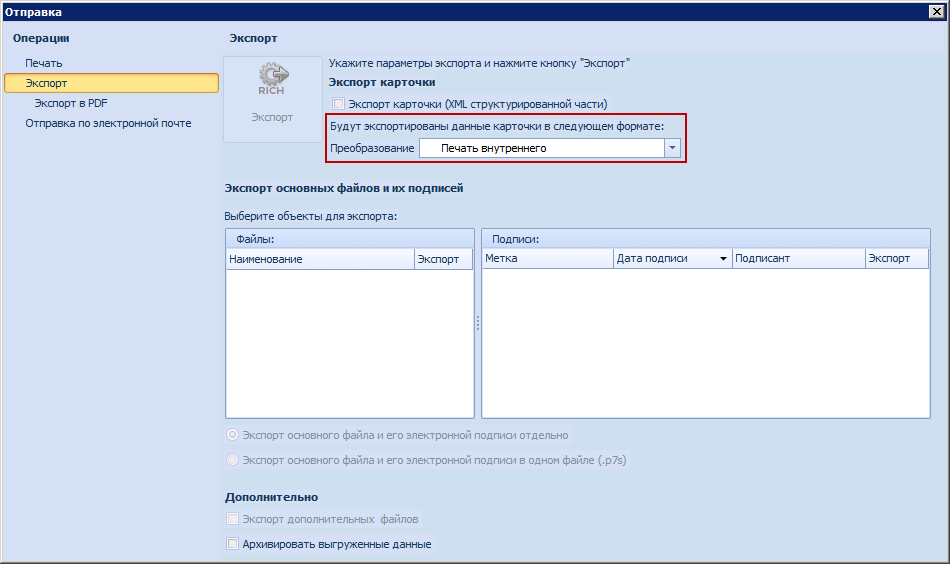 Отправка
Операции
Печать
Экспорт
Экспорт в PDF
Отправка по электронной почте
Экспорт
RICH
Экспорт
Укажите параметры экспорта и нажмите кнопку "Экспорт"
Экспорт карточки
Экспорт карточки (XML структурированной части)
Будут экспортированы данные карточки в следующем формате:
Преобразование Печать внутреннего
Экспорт основных файлов и их подписей
Выберите объекты для экспорта:
Файлы:
Наименование Экспорт
Подписи:
Метка Дата подписи Подписант Экспорт
Экспорт основного файла и его электронной подписи отдельно
Экспорт основного файла и его электронной подписи в одном файле (.p7s)
Дополнительно
Экспорт дополнительных файлов
Архивировать выгруженные данные